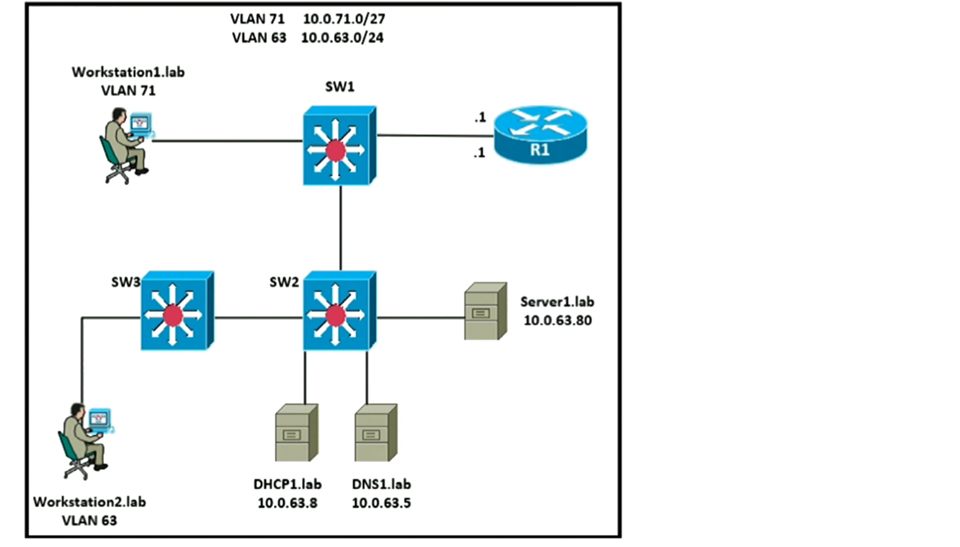 VLAN 71 10.0.71.0/27
VLAN 63 10.0.63.0/24
Workstation1.lab
VLAN 71
SW1
.1
.1
R1
SW3
SW2
Server1.lab
10.0.63.80
DHCP1.lab
10.0.63.8
DNS1.lab
10.0.63.5
Workstation2.lab
VLAN 63